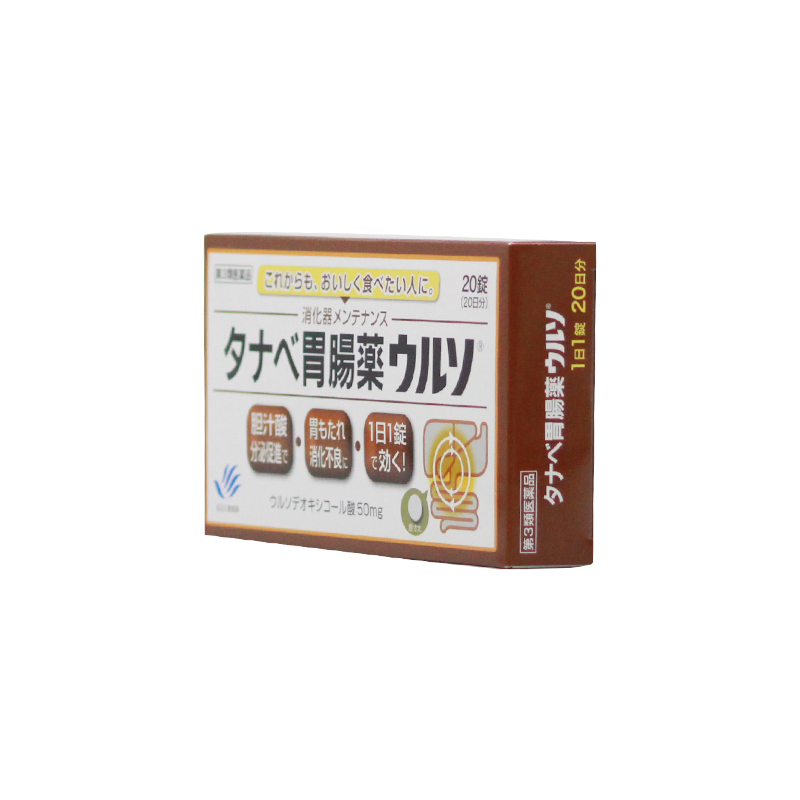 第3類医薬品
これからも、おいしく食べたい人に。
20錠
(20日分)
消化器メンテナンス
タナベ胃腸薬ウルソ®
胆汁酸
分泌促進で
胃もたれ
消化不良に
1日1錠
で効く!
ウルソデオキシコール酸50mg
第3類医薬品
タナベ胃腸薬ウルソ®
1日1錠 20日分